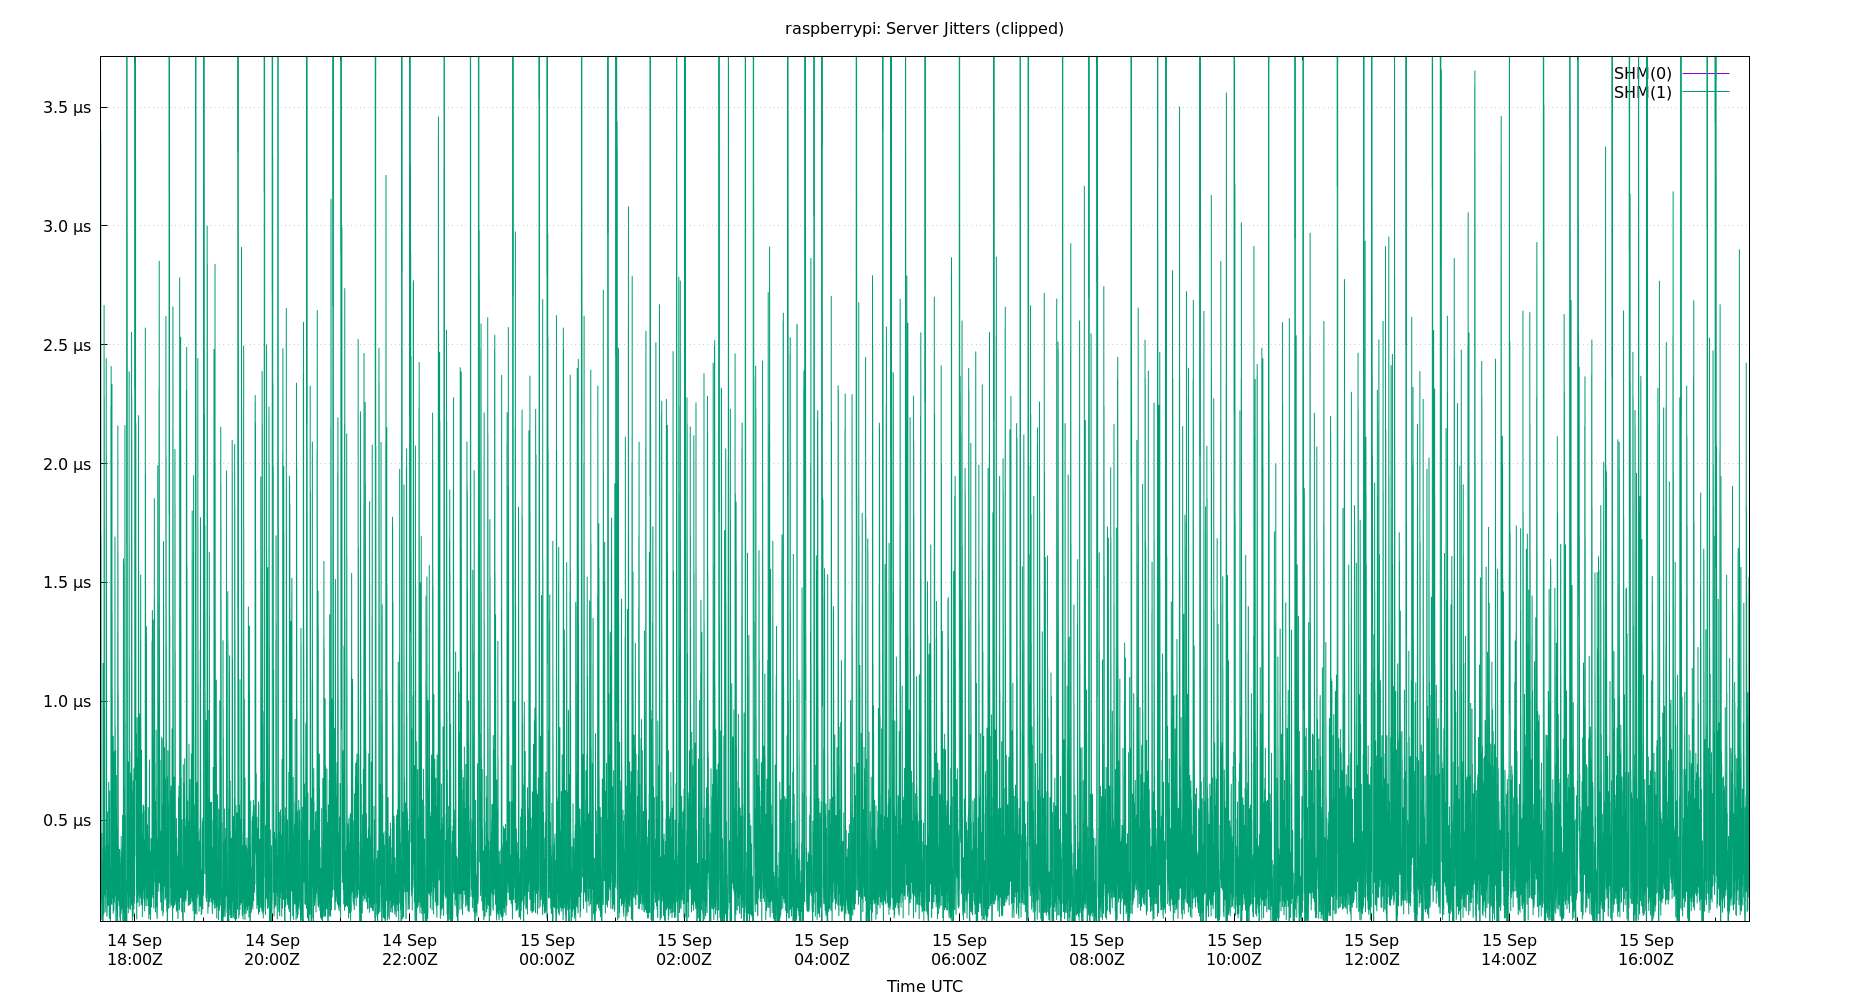 raspberrypi: Server Jitters (clipped)
SHM(0)
SHM(1)
3.5 µs
3.0 µs
2.5 µs
2.0 µs
1.5 µs
1.0 µs
0.5 µs
14 Sep 14 Sep 14 Sep 15 Sep 15 Sep 15 Sep 15 Sep 15 Sep 15 Sep 15 Sep 15 Sep 15 Sep
18:00Z 20:00Z 22:00Z 00:00Z 02:00Z 04:00Z 06:00Z 08:00Z 10:00Z 12:00Z 14:00Z 16:00Z
Time UTC